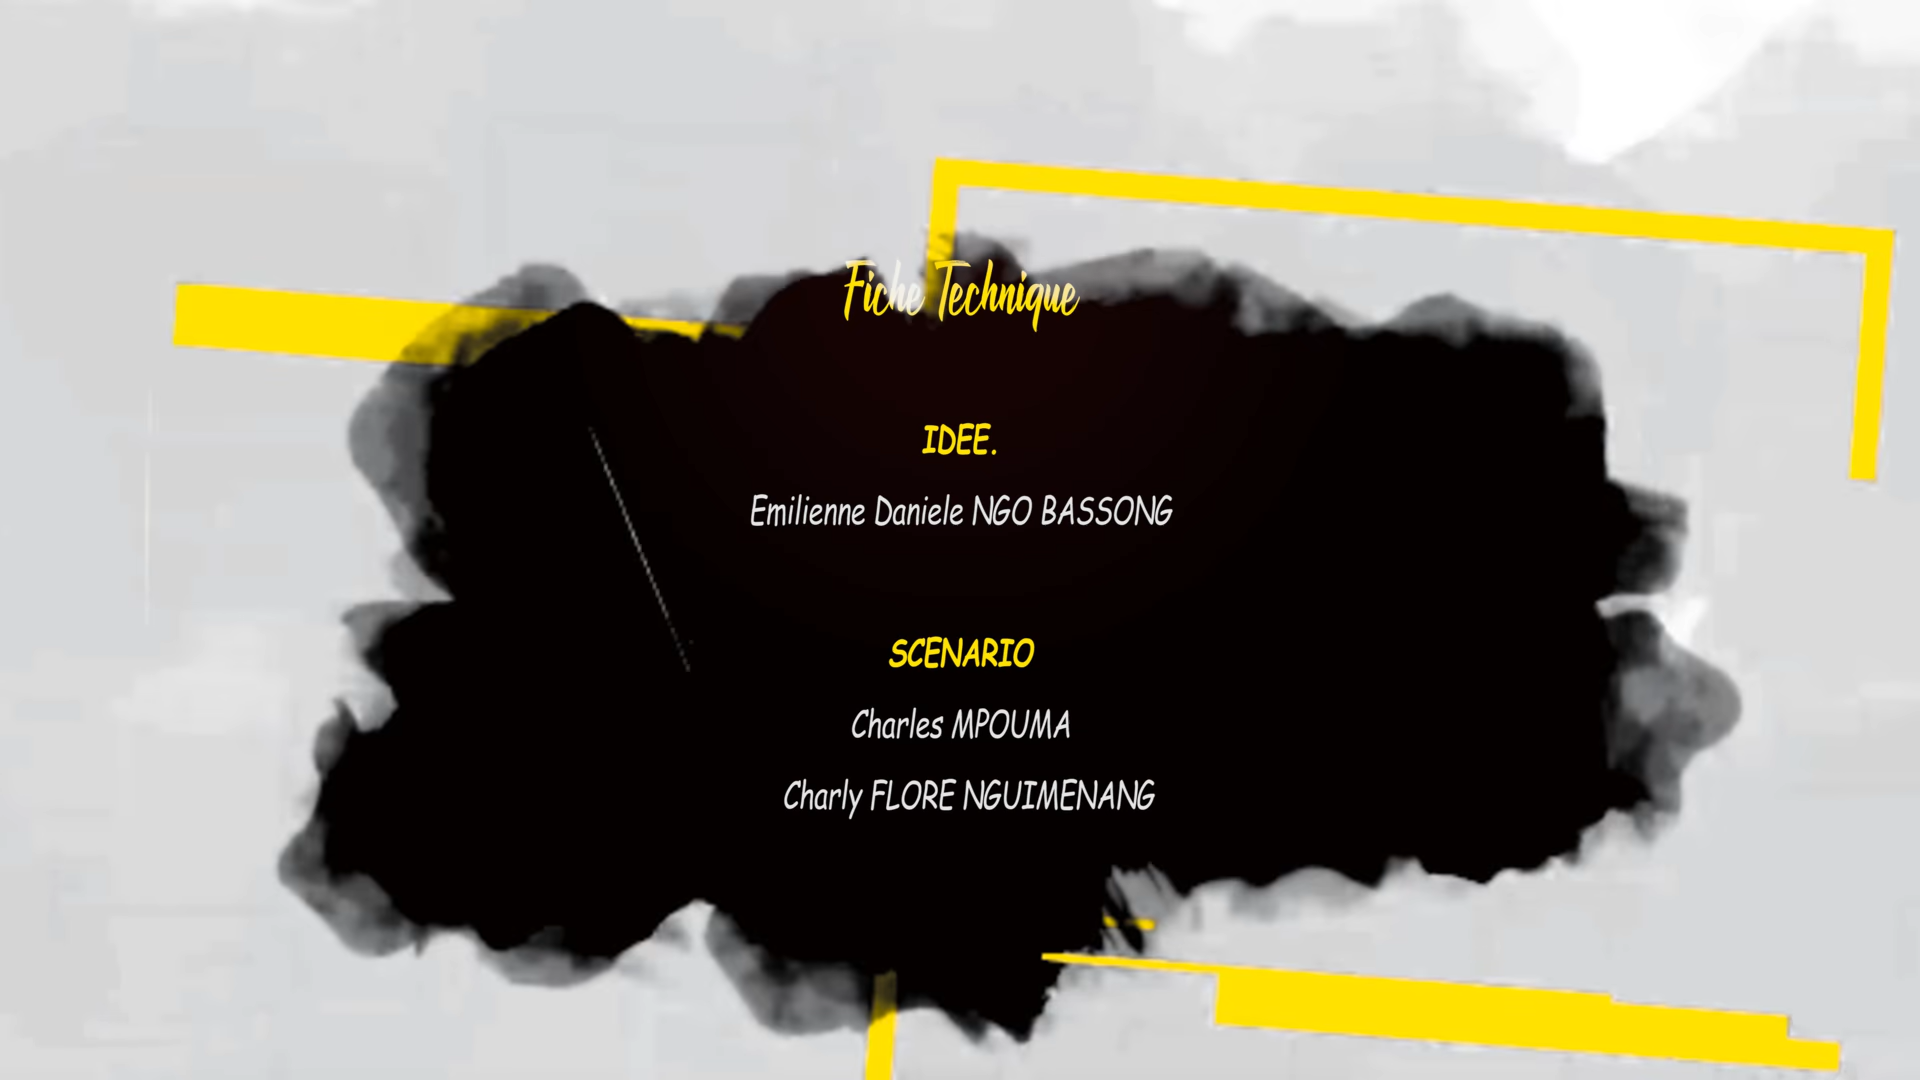 Fiche Technique
IDEE.
Emilienne Daniele NGO BASSONG
SCENARIO
Charles MPOUMA
Charly FLORE NGUIMENANG